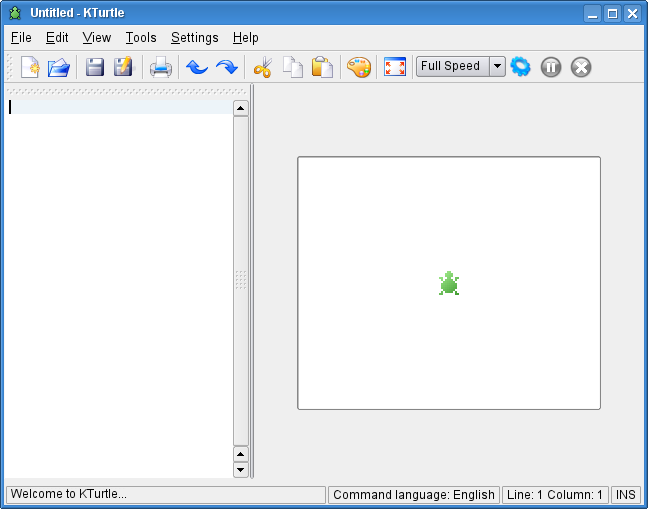 Untitled - KTurtle
File Edit View Tools Settings Help
Full Speed
Welcome to KTurtle... Command language: English Line: 1 Column: 1 INS